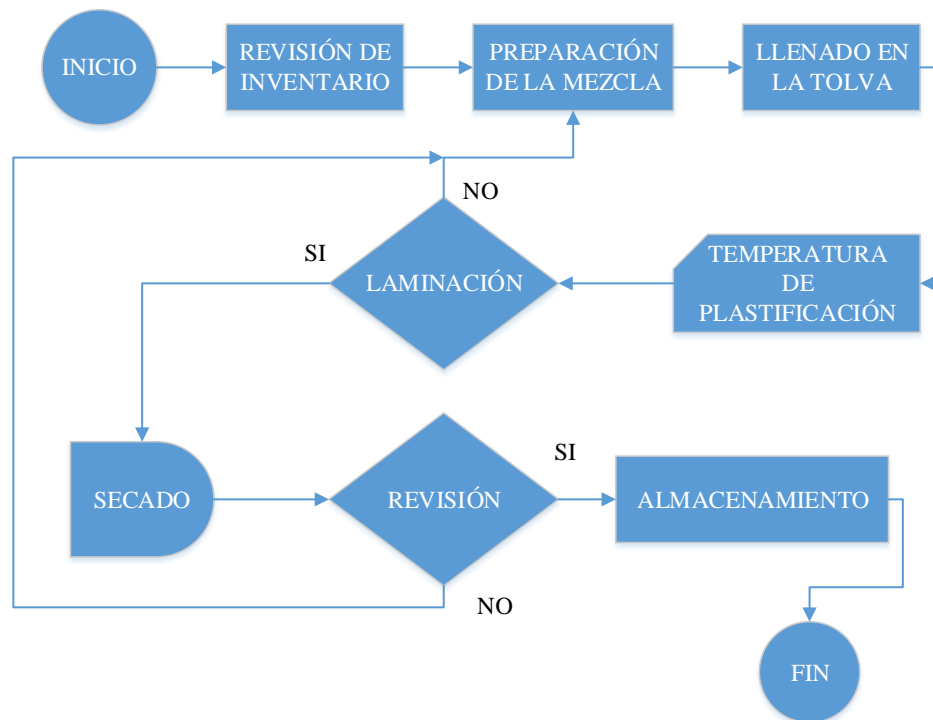 INICIO
REVISIÓN DE
INVENTARIO
PREPARACIÓN
DE LA MEZCLA
LLENADO EN
LA TOLVA
NO
SI
LAMINACIÓN
TEMPERATURA
DE
PLASTIFICACIÓN
SECADO
REVISIÓN
SI
ALMACENAMIENTO
NO
FIN